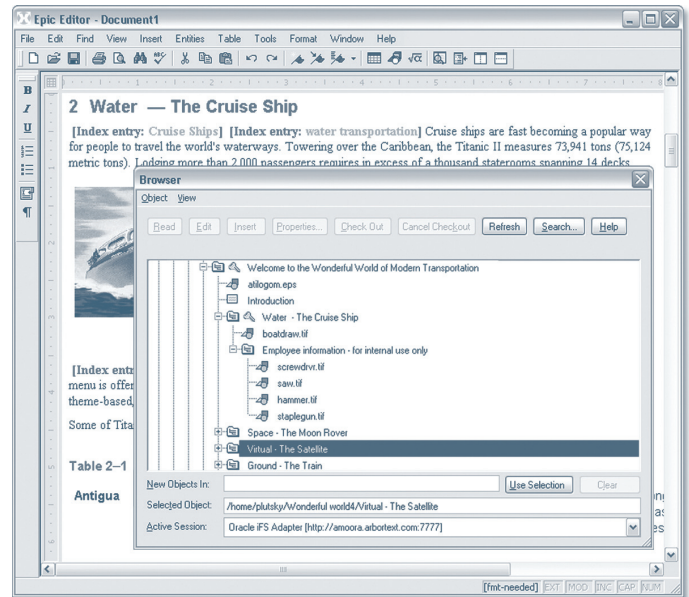 Epic Editor - Document1
File Edit Find View Insert Entities Table Tools Format Window Help
2 Water — The Cruise Ship
[Index entry: Cruise Ships] [Index entry: water transportation] Cruise ships are fast becoming a popular way
for people to travel the world's waterways. Towering over the Caribbean, the Titanic II measures 73,941 tons (75,124
metric tons). Lodging more than 2,000 passengers requires in excess of a thousand staterooms spanning 14 decks.
Browser
Object View
Read Edit Insert Properties... Check Out Cancel Checkout Refresh Search... Help
Welcome to the Wonderful World of Modern Transportation
atilogom.eps
Introduction
Water - The Cruise Ship
boatdraw.tif
Employee information - for internal use only
screwdrvr.tif
saw.tif
hammer.tif
staplegun.tif
Space - The Moon Rover
Virtual - The Satellite
Ground - The Train
[Index entr
menu is offer
theme-based,
Some of Tita
Table 2–1
Antigua
New Objects In: Use Selection Clear
Selected Object: /home/plutsky/Wonderful world4/Virtual - The Satellite
Active Session: Oracle iFS Adapter [http://amoora.arbortext.com:7777]
[fmt-needed] EXT MOD INC CAP NUM